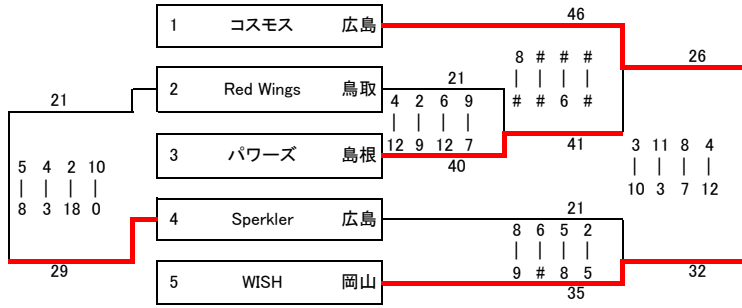 46
1 コスモス 広島
8 # # #
26
| | | |
# # 6 #
21
2 Red Wings 鳥取
21
4 2 6 9
| | | |
12 9 12 7
40
41
3 パワーズ 島根
3 11 8 4
| | | |
10 3 7 12
5 4 2 10
| | | |
8 3 18 0
29
4 Sperkler 広島
21
8 6 5 2
| | | |
9 # 8 5
35
32
5 WISH 岡山